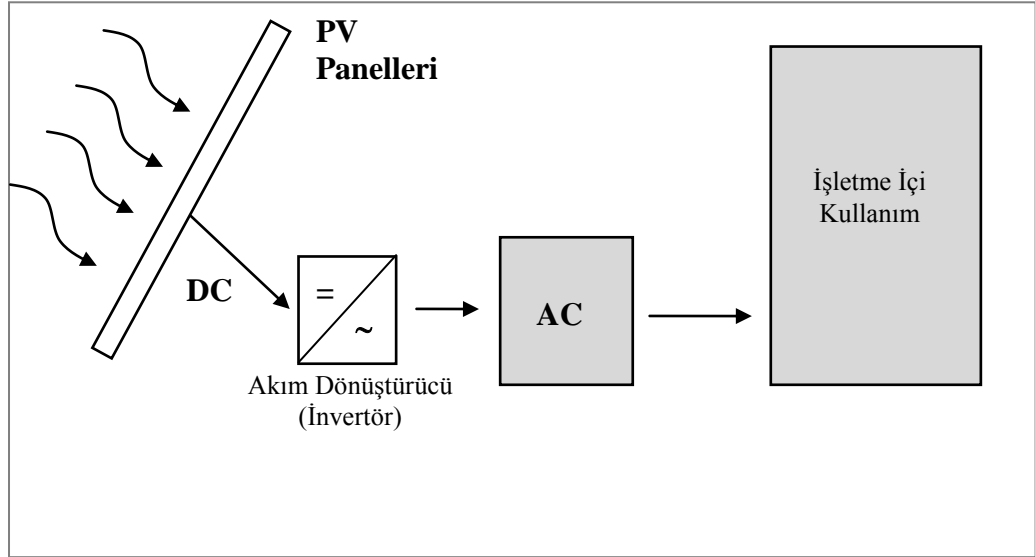 PV
Panelleri
DC
=
~
Akım Dönüştürücü
(İnvertör)
AC
İşletme İçi
Kullanım